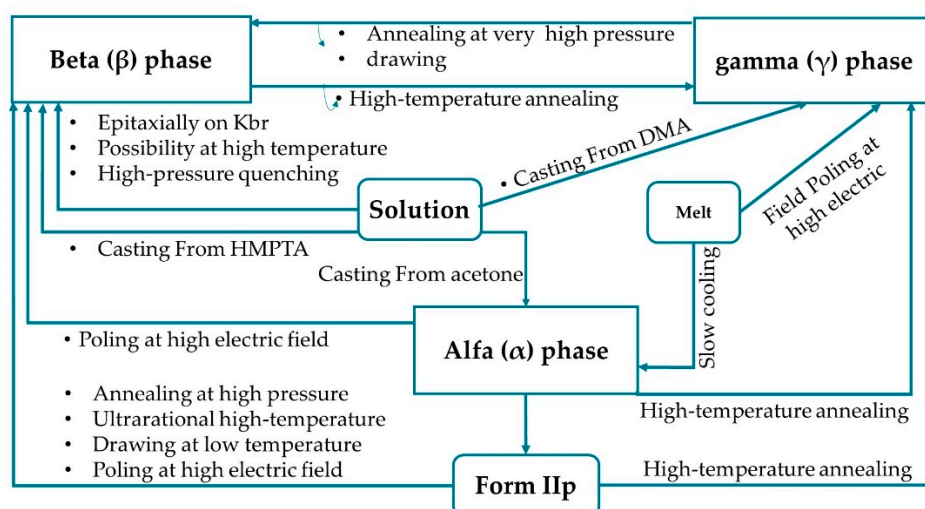 Beta (β) phase
• Annealing at very high pressure
• drawing
• High-temperature annealing
gamma (γ) phase
• Epitaxially on Kbr
• Possibility at high temperature
• High-pressure quenching
• Casting From DMA
Field Poling at
high electric
Solution
Melt
• Casting From HMPTA
Casting From acetone
Slow cooling
• Poling at high electric field
Alfa (α) phase
• Annealing at high pressure
• Ultrarational high-temperature
• Drawing at low temperature
• Poling at high electric field
High-temperature annealing
Form IIp
High-temperature annealing